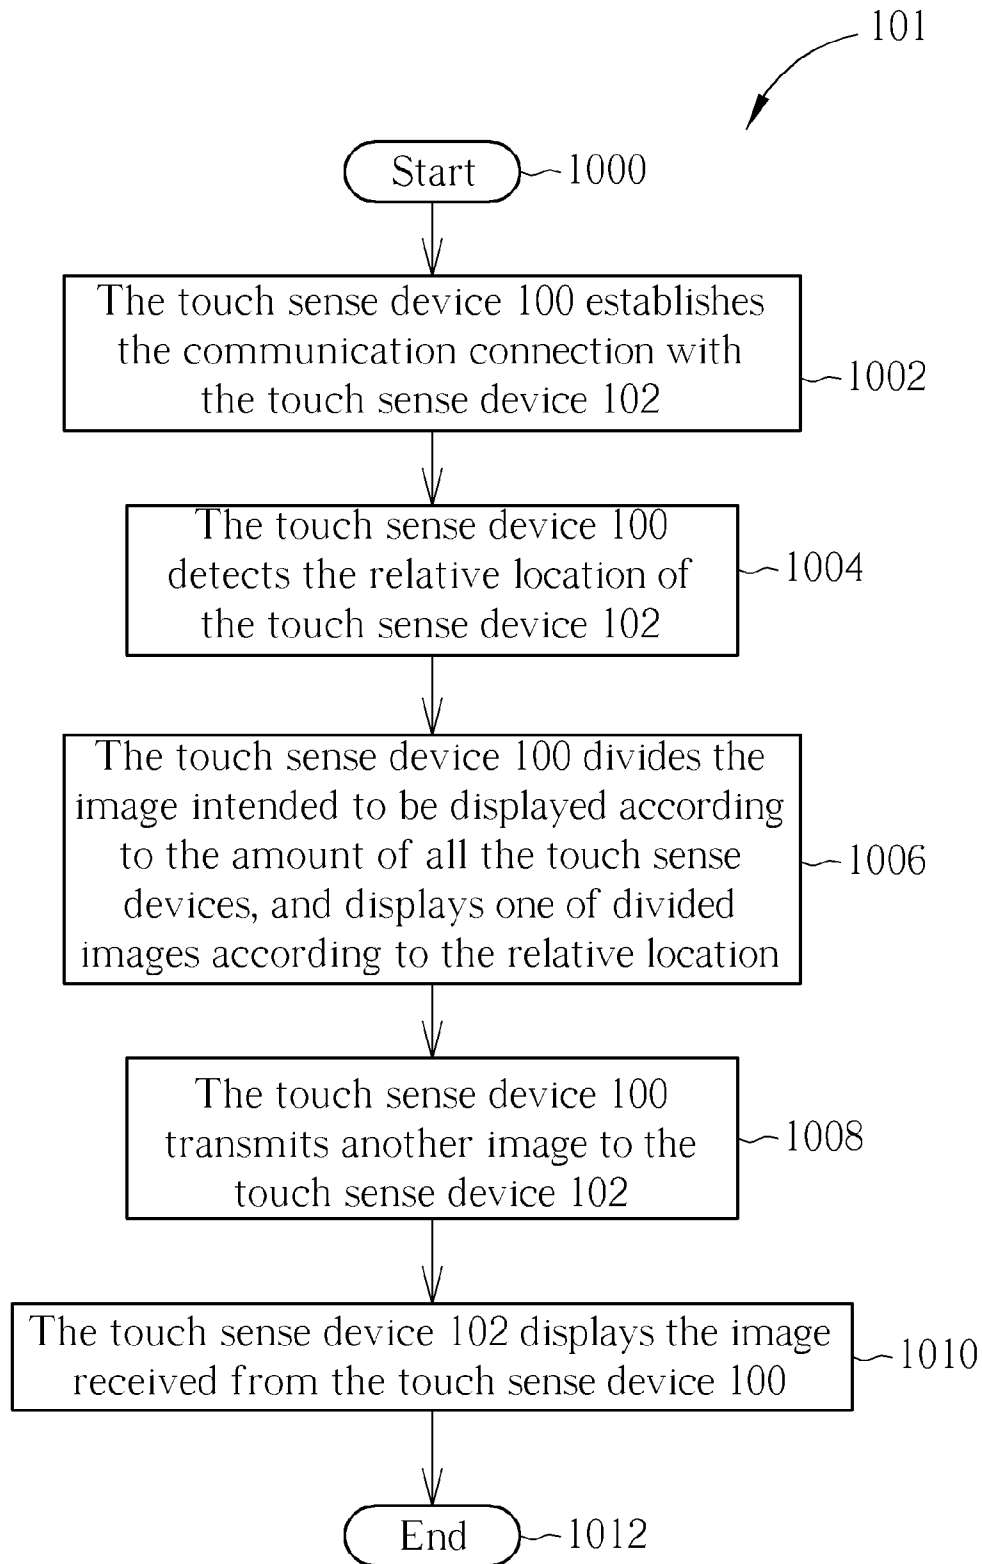 101
Start
1000
The touch sense device 100 establishes
the communication connection with
the touch sense device 102
1002
The touch sense device 100
detects the relative location of
the touch sense device 102
1004
The touch sense device 100 divides the
image intended to be displayed according
to the amount of all the touch sense
devices, and displays one of divided
images according to the relative location
1006
The touch sense device 100
transmits another image to the
touch sense device 102
1008
The touch sense device 102 displays the image
received from the touch sense device 100
1010
End
1012